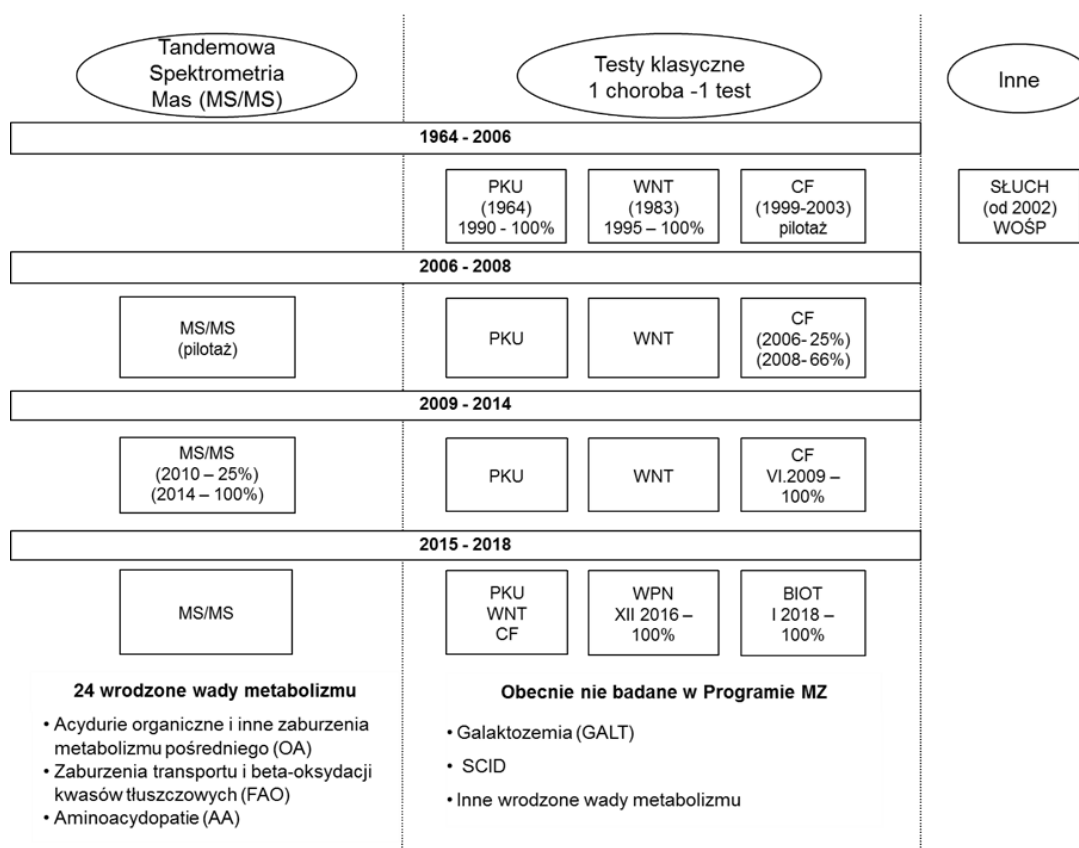 Tandemowa
Spektrometria
Mas (MS/MS)
Testy klasyczne
1 choroba -1 test
Inne
1964 - 2006
PKU
(1964)
1990 - 100%
WNT
(1983)
1995 – 100%
CF
(1999-2003)
pilotaż
SŁUCH
(od 2002)
WOŚP
2006 - 2008
MS/MS
(pilotaż)
PKU
WNT
CF
(2006- 25%)
(2008- 66%)
2009 - 2014
MS/MS
(2010 – 25%)
(2014 – 100%)
PKU
WNT
CF
VI.2009 –
100%
2015 - 2018
MS/MS
PKU
WNT
CF
WPN
XII 2016 –
100%
BIOT
I 2018 –
100%
24 wrodzone wady metabolizmu
• Acydurie organiczne i inne zaburzenia
metabolizmu pośredniego (OA)
• Zaburzenia transportu i beta-oksydacji
kwasów tłuszczowych (FAO)
• Aminoacydopatie (AA)
Obecnie nie badane w Programie MZ
• Galaktozemia (GALT)
• SCID
• Inne wrodzone wady metabolizmu